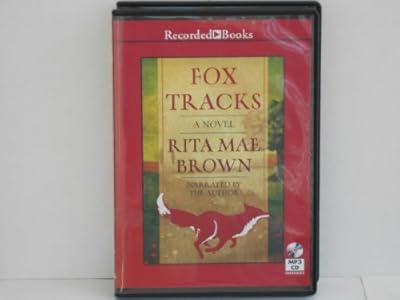 Recorded Books
FOX
TRACKS
A NOVEL
RITA MAE
BROWN
NARRATED BY
THE AUTHOR
MP3
CD